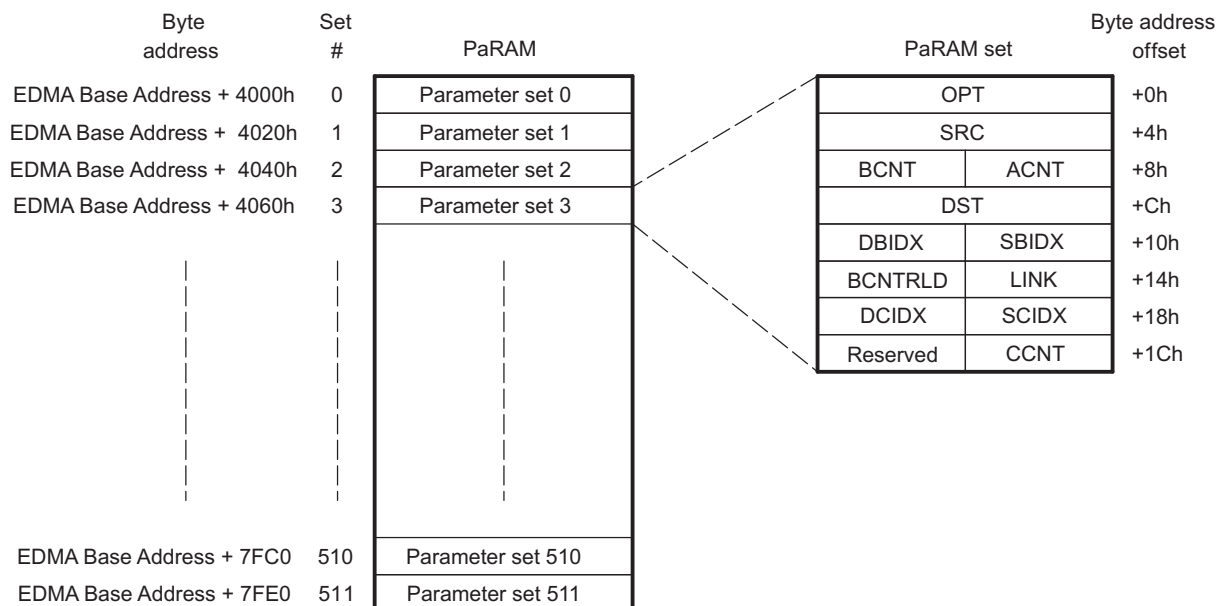 Byte address Set # PaRAM PaRAM set Byte address offset
EDMA Base Address + 4000h 0 Parameter set 0 OPT +0h
EDMA Base Address + 4020h 1 Parameter set 1 SRC +4h
EDMA Base Address + 4040h 2 Parameter set 2 BCNT ACNT +8h
EDMA Base Address + 4060h 3 Parameter set 3 DST +Ch
DBIDX SBIDX +10h
BCNTRLD LINK +14h
DCIDX SCIDX +18h
Reserved CCNT +1Ch
EDMA Base Address + 7FC0 510 Parameter set 510
EDMA Base Address + 7FE0 511 Parameter set 511